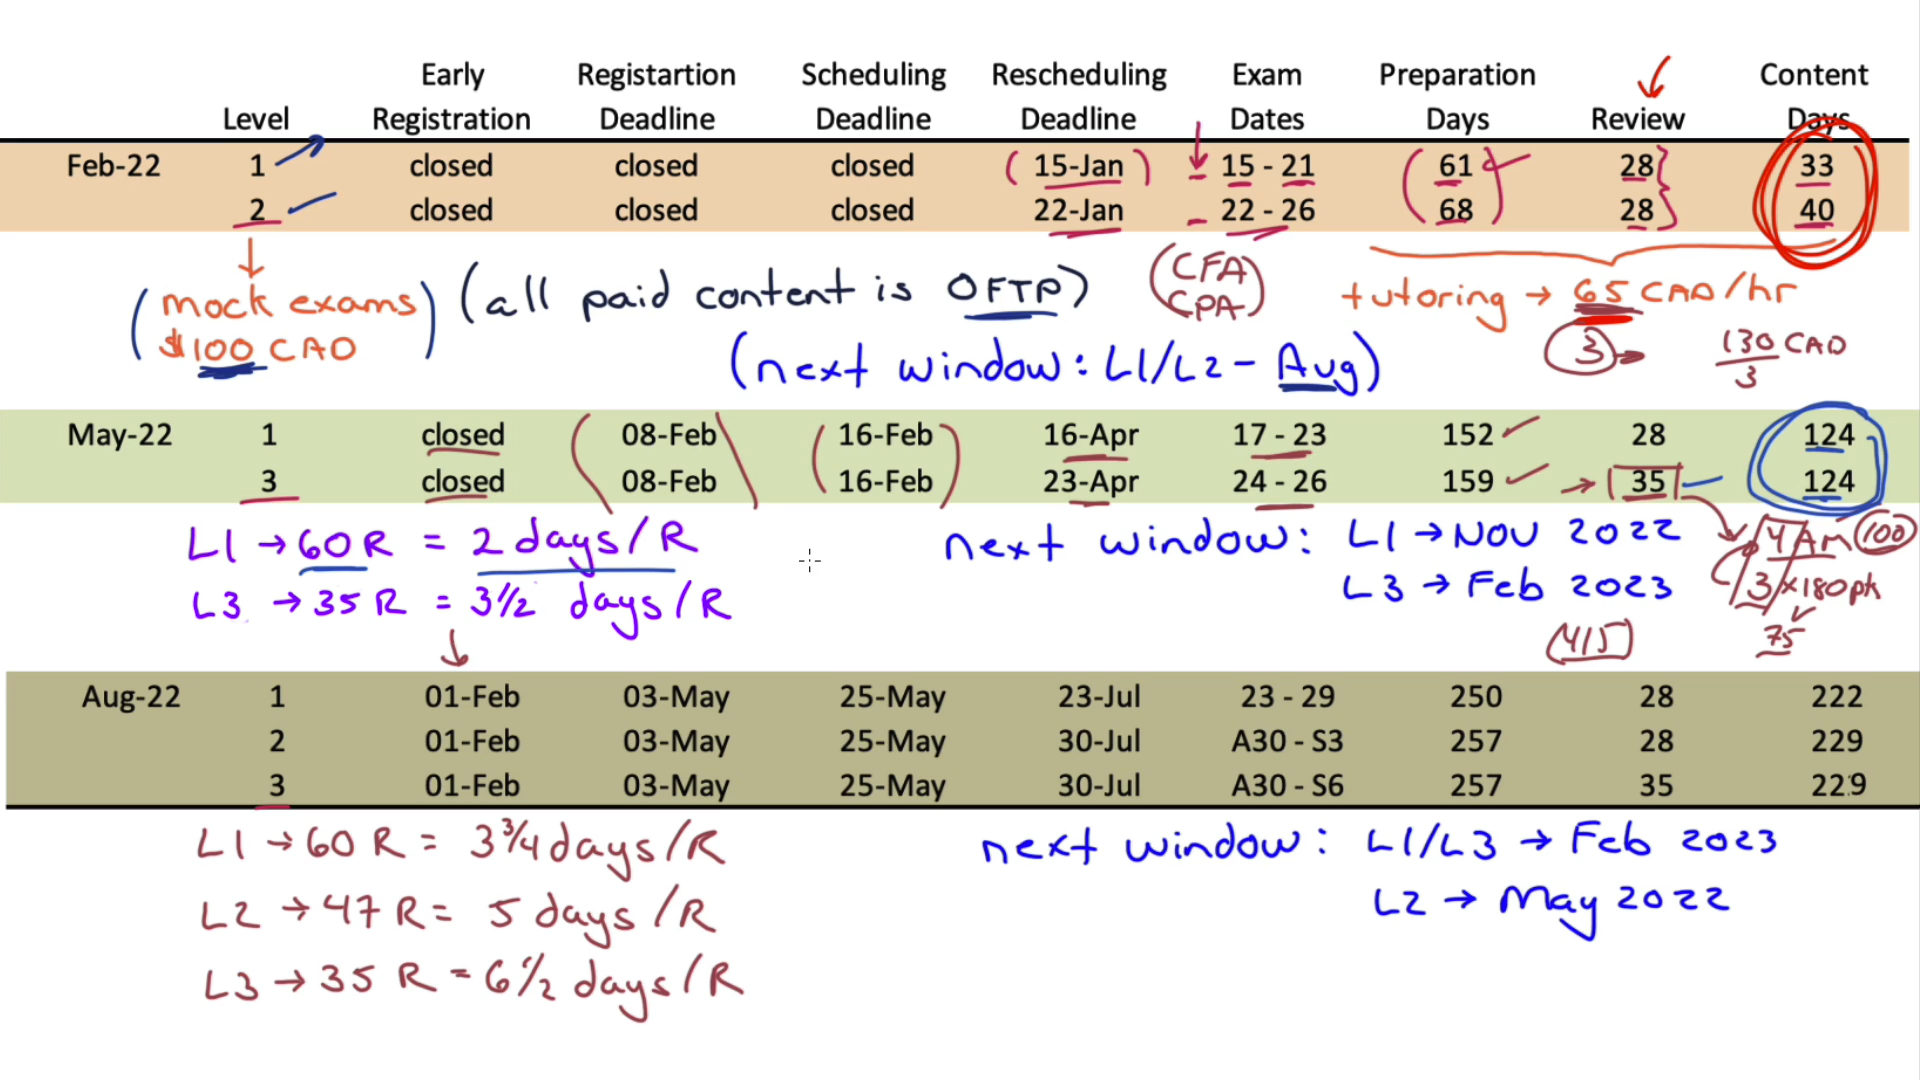 Early Registartion Scheduling Rescheduling Exam Preparation Content
Level Registration Deadline Deadline Deadline Dates Days Review Days
Feb-22 1 closed closed closed (15-Jan) 15 - 21 61 28 33
2 closed closed closed 22-Jan 22 - 26 68 28 40
(mock exams) (all paid content is OFTP) (CFA)
$100 CAD CPA) tutoring → 65 CAD/hr
(next window: L1/L2 - Aug) 3 → 130 CAD
3
May-22 1 closed 08-Feb 16-Feb 16-Apr 17 - 23 152 28 124
3 closed 08-Feb 16-Feb 23-Apr 24 - 26 159 → 35 124
L1 → 60 R = 2 days/R next window: L1 → NOV 2022 4 AM 100
L3 → 35 R = 3 1/2 days/R L3 → Feb 2023 3 x 180 pts
75
Aug-22 1 01-Feb 03-May 25-May 23-Jul 23 - 29 250 28 222
2 01-Feb 03-May 25-May 30-Jul A30 - S3 257 28 229
3 01-Feb 03-May 25-May 30-Jul A30 - S6 257 35 229
L1 → 60 R = 3 3/4 days/R next window: L1/L3 → Feb 2023
L2 → 47 R = 5 days/R L2 → May 2022
L3 → 35 R = 6 1/2 days/R